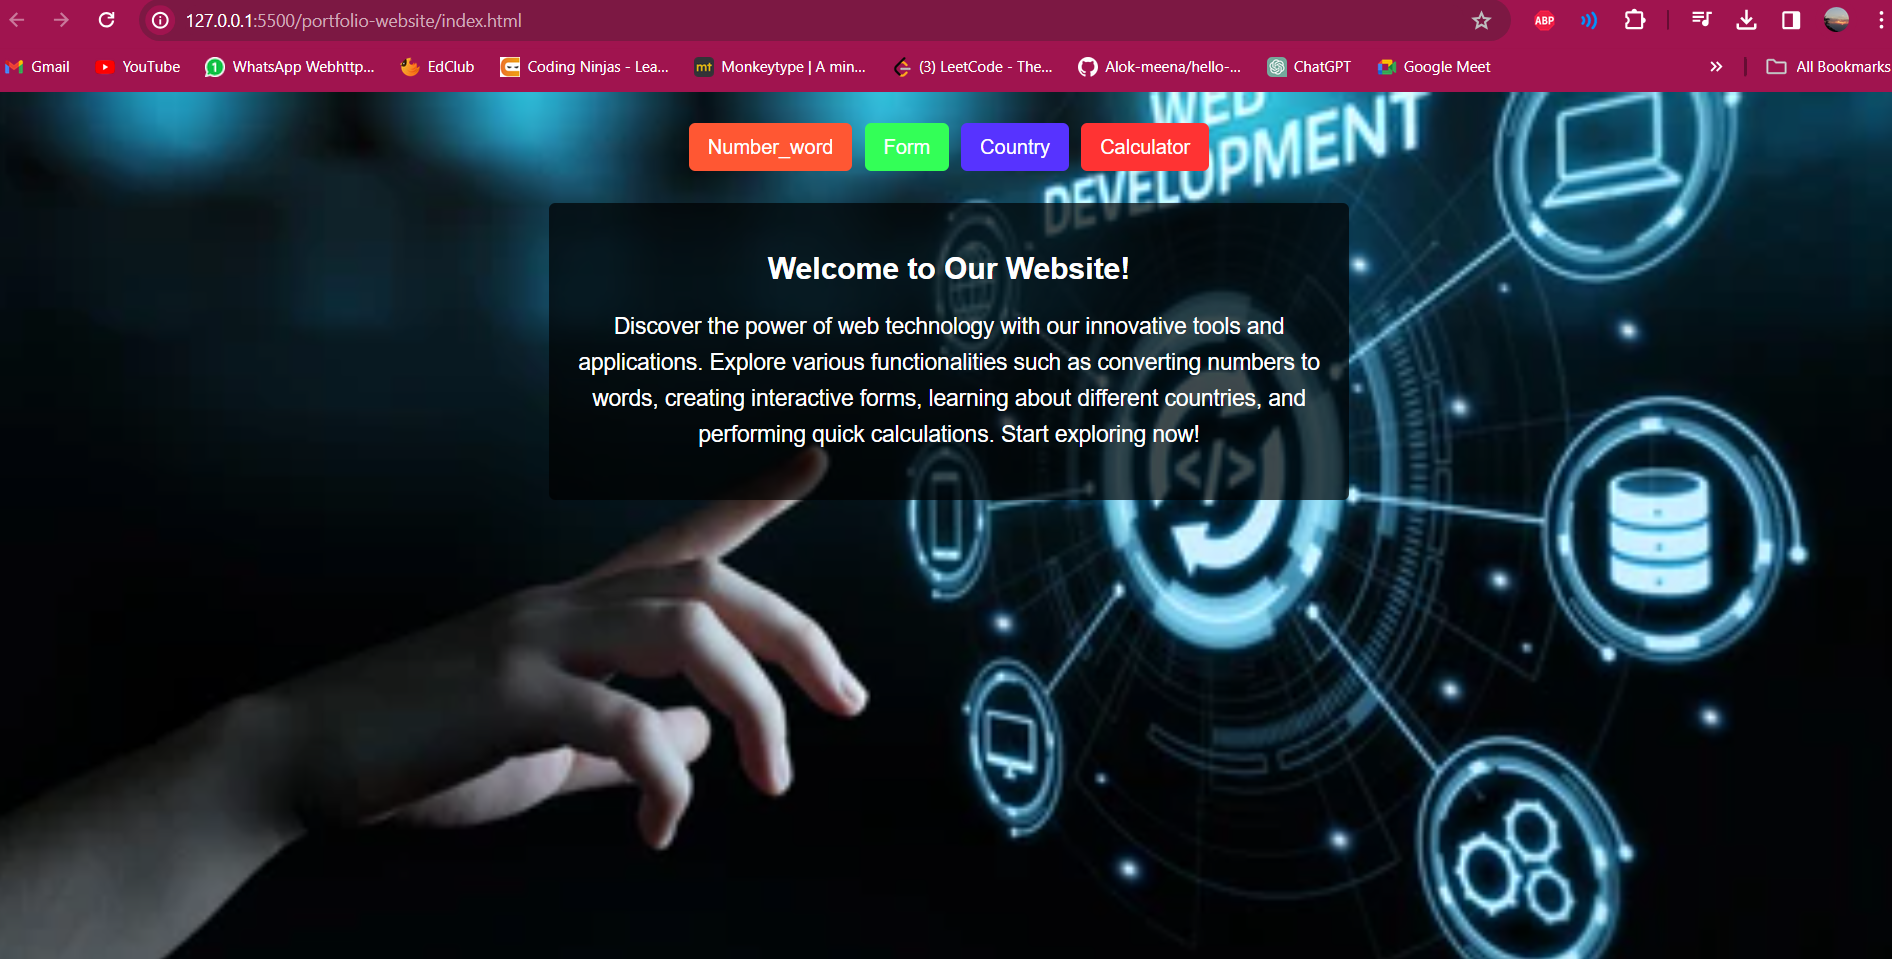 127.0.0.1:5500/portfolio-website/index.html
ABP
Gmail
YouTube
1
WhatsApp Webhttp...
EdClub
Coding Ninjas - Lea...
mt
Monkeytype | A min...
(3) LeetCode - The...
Alok-meena/hello-...
ChatGPT
Google Meet
All Bookmarks
WEB
DEVELOPMENT
Number_word
Form
Country
Calculator
Welcome to Our Website!
Discover the power of web technology with our innovative tools and
applications. Explore various functionalities such as converting numbers to
words, creating interactive forms, learning about different countries, and
performing quick calculations. Start exploring now!
</>